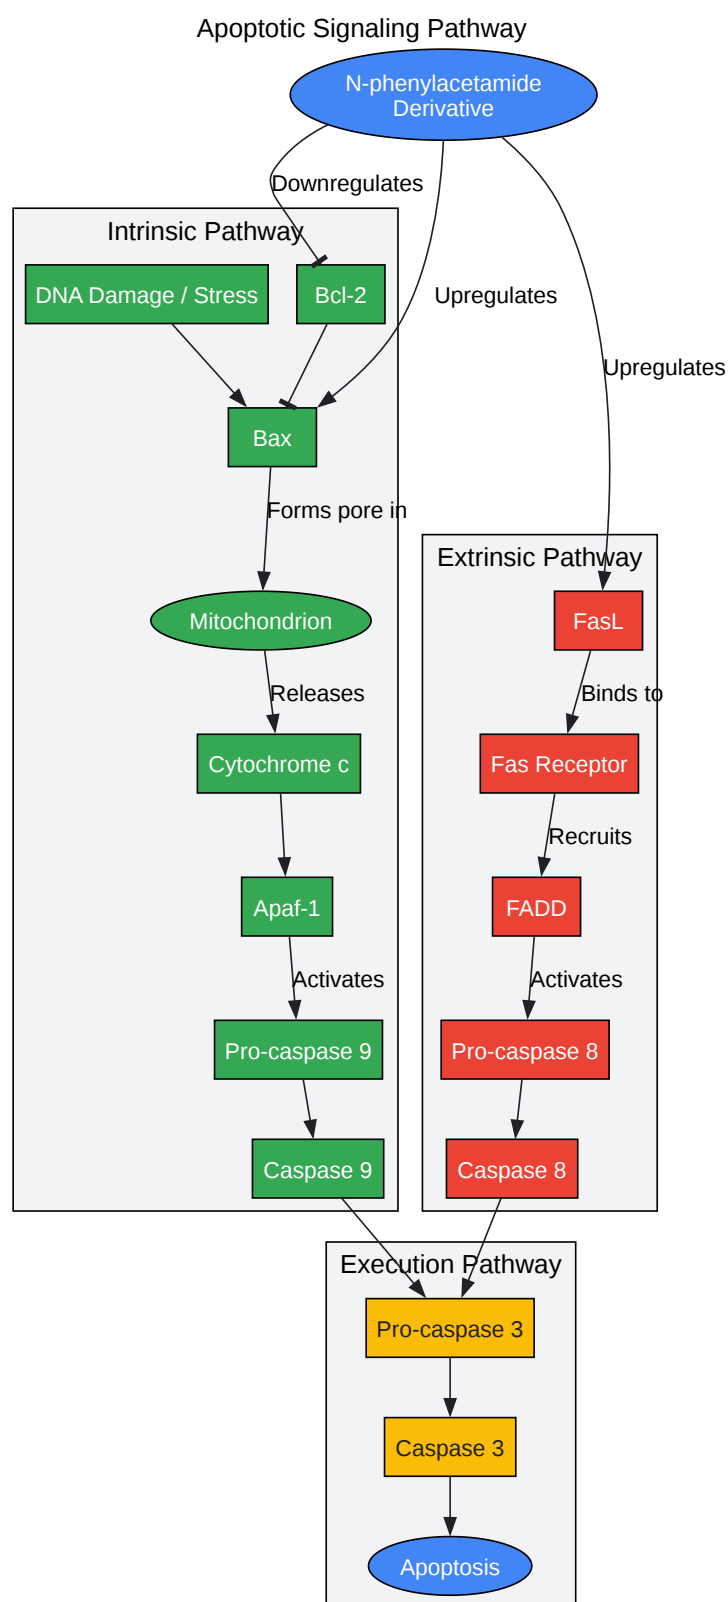 Apoptotic Signaling Pathway
N-phenylacetamide
Derivative
Downregulates
Intrinsic Pathway
DNA Damage / Stress
Bcl-2
Upregulates
Upregulates
Bax
Forms pore in
Extrinsic Pathway
Mitochondrion
FasL
Releases
Binds to
Cytochrome c
Fas Receptor
Recruits
Apaf-1
FADD
Activates
Activates
Pro-caspase 9
Pro-caspase 8
Caspase 9
Caspase 8
Execution Pathway
Pro-caspase 3
Caspase 3
Apoptosis